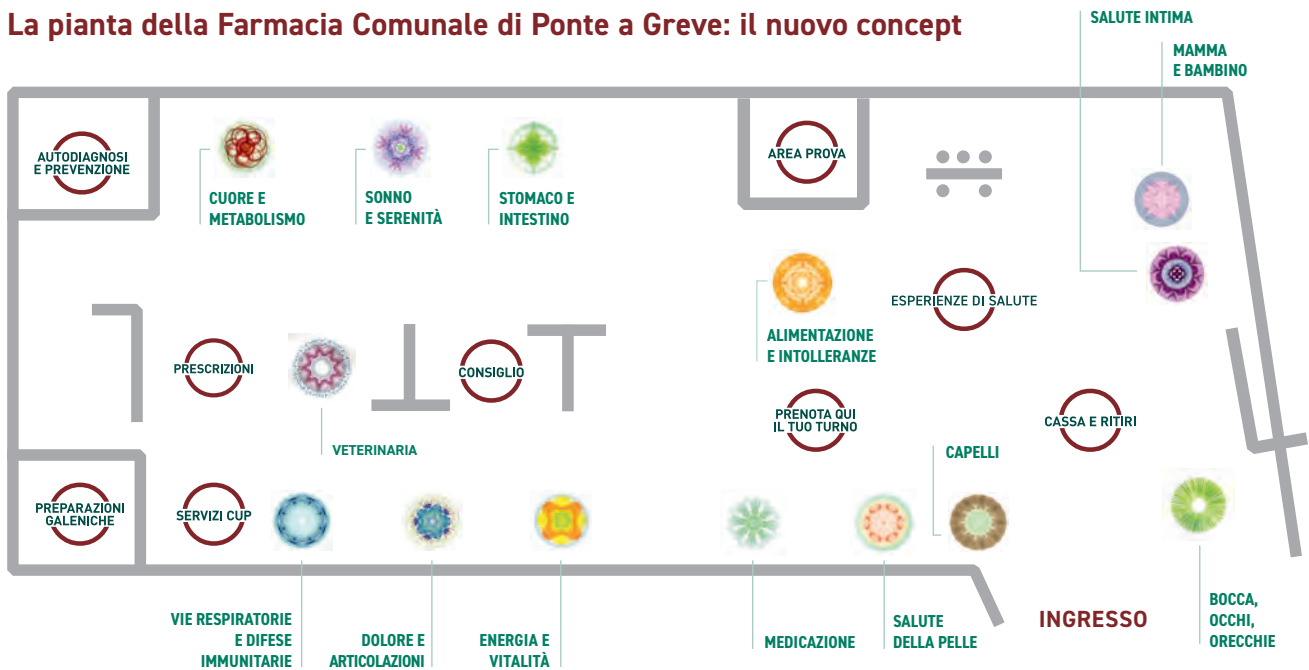 La pianta della Farmacia Comunale di Ponte a Greve: il nuovo concept
SALUTE INTIMA
MAMMA
E BAMBINO
AUTODIAGNOSI
E PREVENZIONE
CUORE E
METABOLISMO
SONNO
E SERENITÀ
STOMACO E
INTESTINO
AREA PROVA
ALIMENTAZIONE
E INTOLLERANZE
ESPERIENZE DI SALUTE
PRESCRIZIONI
VETERINARIA
CONSIGLIO
PRENOTA QUI
IL TUO TURNO
CASSA E RITIRI
CAPELLI
PREPARAZIONI
GALENICHE
SERVIZI CUP
VIE RESPIRATORIE
E DIFESE
IMMUNITARIE
DOLORE E
ARTICOLAZIONI
ENERGIA E
VITALITÀ
MEDICAZIONE
SALUTE
DELLA PELLE
INGRESSO
BOCCA,
OCCHI,
ORECCHIE